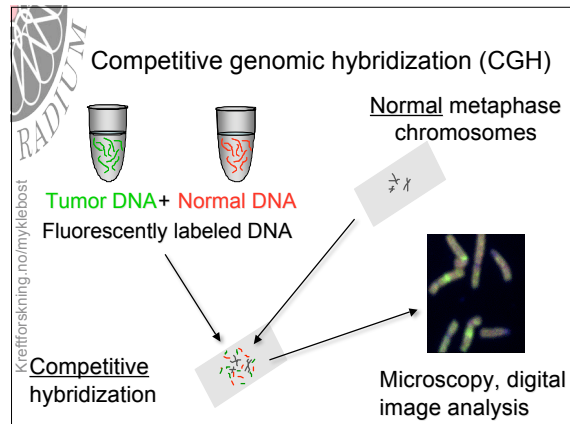 Competitive genomic hybridization (CGH)
RADIUM
Kreftforskning.no/myklebost
Normal metaphase
chromosomes
Tumor DNA+ Normal DNA
Fluorescently labeled DNA
Competitive
hybridization
Microscopy, digital
image analysis